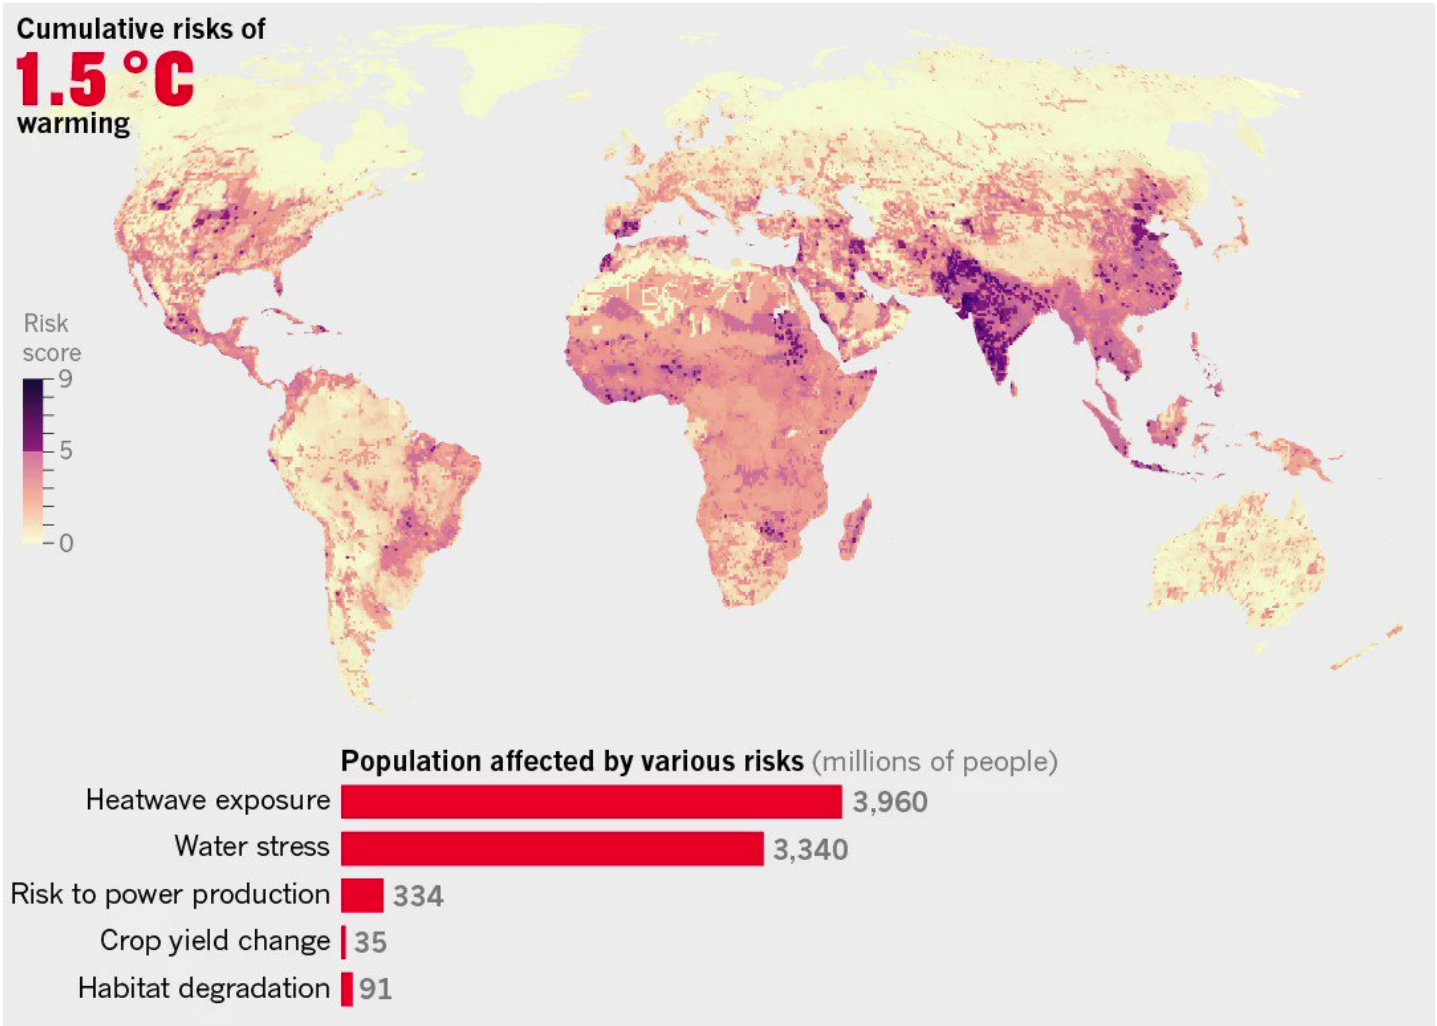 Cumulative risks of
1.5 °C
warming
Risk
score
9
5
0
Population affected by various risks (millions of people)
Heatwave exposure 3,960
Water stress 3,340
Risk to power production 334
Crop yield change 35
Habitat degradation 91